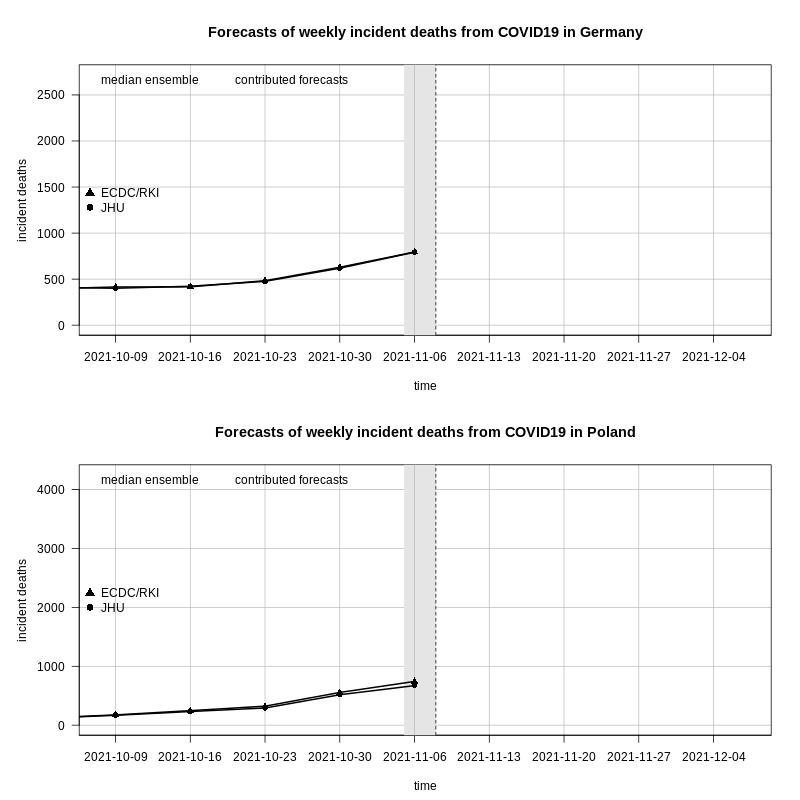 Forecasts of weekly incident deaths from COVID19 in Germany
median ensemble contributed forecasts
2500
2000
1500
1000
500
0
incident deaths
ECDC/RKI
JHU
2021-10-09 2021-10-16 2021-10-23 2021-10-30 2021-11-06 2021-11-13 2021-11-20 2021-11-27 2021-12-04
time
Forecasts of weekly incident deaths from COVID19 in Poland
median ensemble contributed forecasts
4000
3000
2000
1000
0
incident deaths
ECDC/RKI
JHU
2021-10-09 2021-10-16 2021-10-23 2021-10-30 2021-11-06 2021-11-13 2021-11-20 2021-11-27 2021-12-04
time